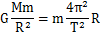 G Mm/R² = m 4π²/T² R